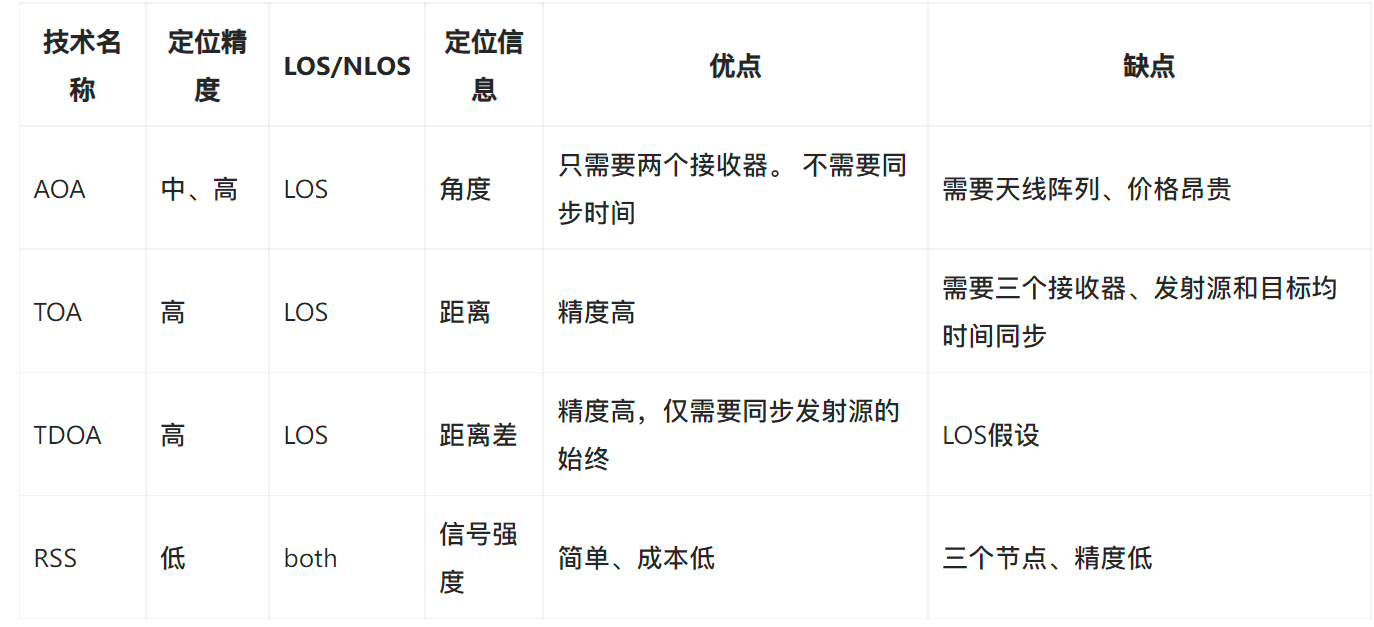 技术名
称
定位精
度
LOS/NLOS
定位信
息
优点
缺点
AOA
中、高
LOS
角度
只需要两个接收器。 不需要同
步时间
需要天线阵列、价格昂贵
TOA
高
LOS
距离
精度高
需要三个接收器、发射源和目标均
时间同步
TDOA
高
LOS
距离差
精度高，仅需要同步发射源的
始终
LOS假设
RSS
低
both
信号强
度
简单、成本低
三个节点、精度低